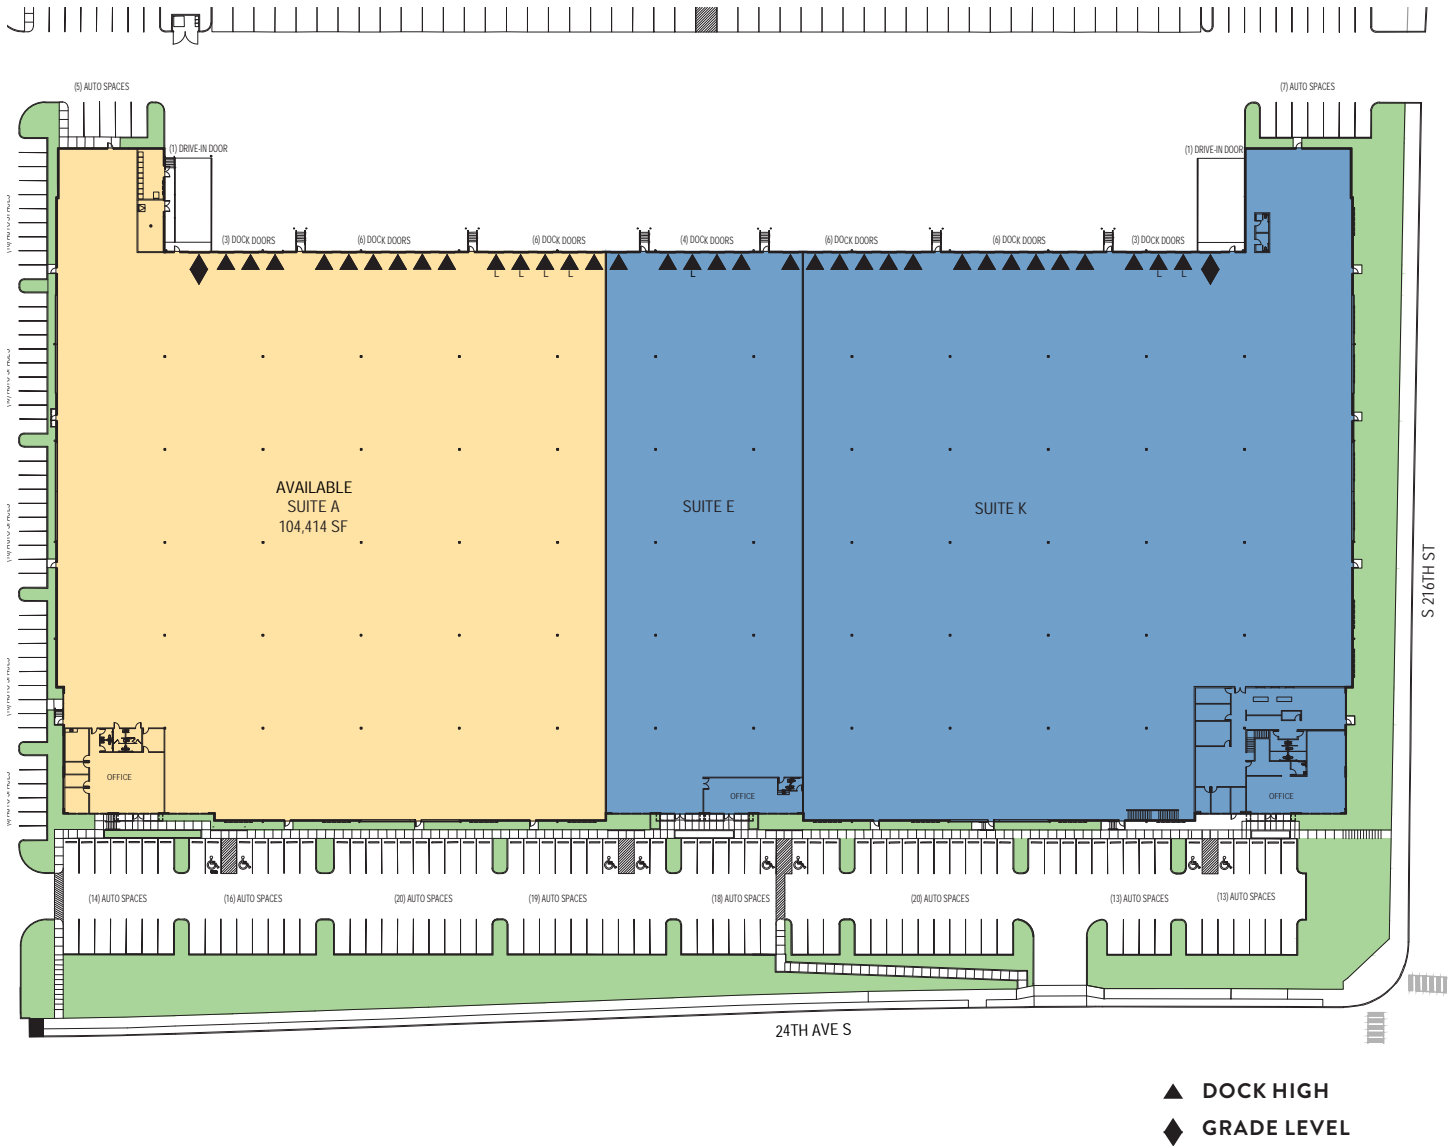 (5) AUTO SPACES
(7) AUTO SPACES
(1) DRIVE-IN DOOR
(1) DRIVE-IN DOOR
(3) DOCK DOORS
(6) DOCK DOORS
(6) DOCK DOORS
(4) DOCK DOORS
(6) DOCK DOORS
(6) DOCK DOORS
(3) DOCK DOORS
L
L
L
L
L
L
L
AVAILABLE
SUITE A
104,414 SF
SUITE E
SUITE K
S 216TH ST
OFFICE
OFFICE
OFFICE
(14) AUTO SPACES
(16) AUTO SPACES
(20) AUTO SPACES
(19) AUTO SPACES
(18) AUTO SPACES
(20) AUTO SPACES
(13) AUTO SPACES
(13) AUTO SPACES
24TH AVE S
DOCK HIGH
GRADE LEVEL